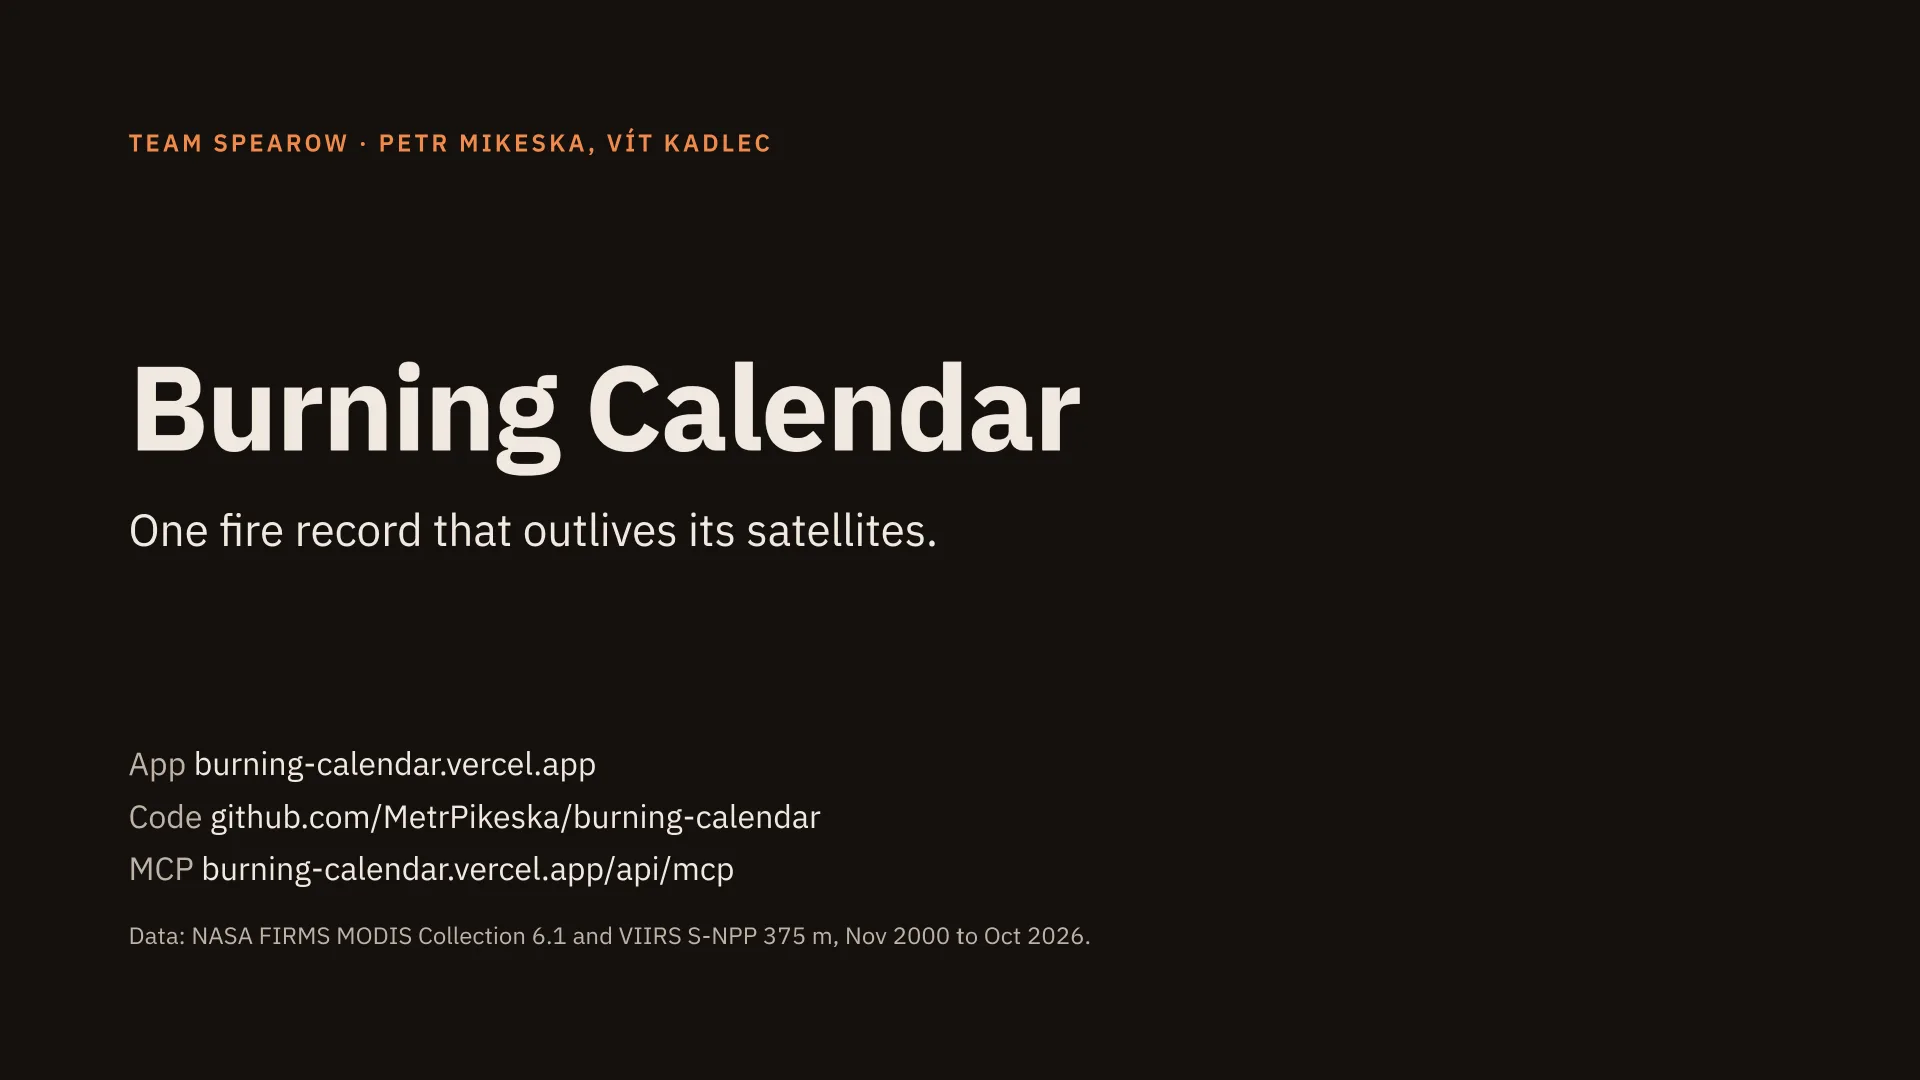 TEAM SPEAROW · PETR MIKESKA, VÍT KADLEC
Burning Calendar
One fire record that outlives its satellites.
App burning-calendar.vercel.app
Code github.com/MetrPikeska/burning-calendar
MCP burning-calendar.vercel.app/api/mcp
Data: NASA FIRMS MODIS Collection 6.1 and VIIRS S-NPP 375 m, Nov 2000 to Oct 2026.